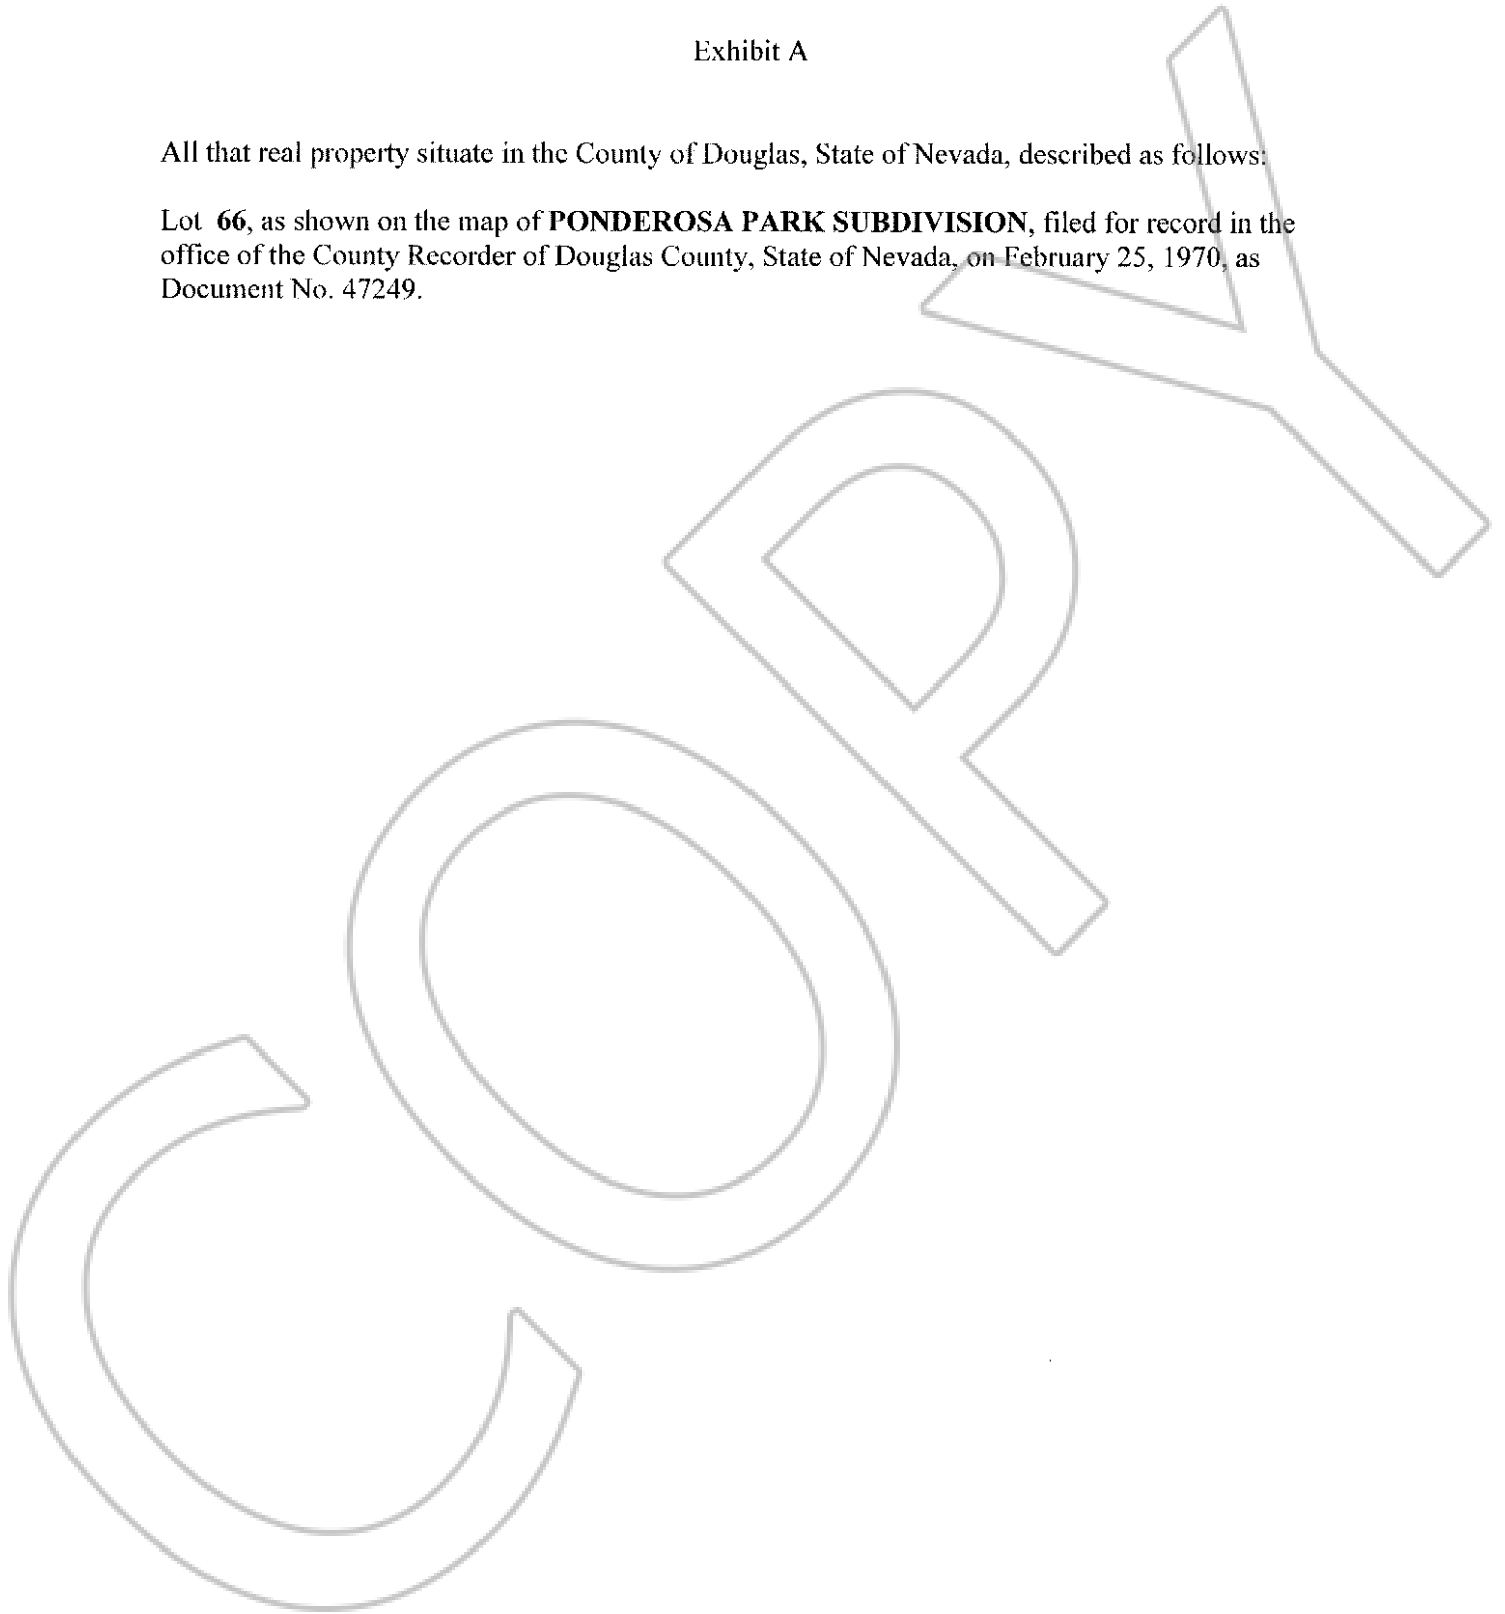 Exhibit A
All that real property situate in the County of Douglas, State of Nevada, described as follows:
Lot 66, as shown on the map of PONDEROSA PARK SUBDIVISION, filed for record in the
office of the County Recorder of Douglas County, State of Nevada, on February 25, 1970, as
Document No. 47249.
COPY